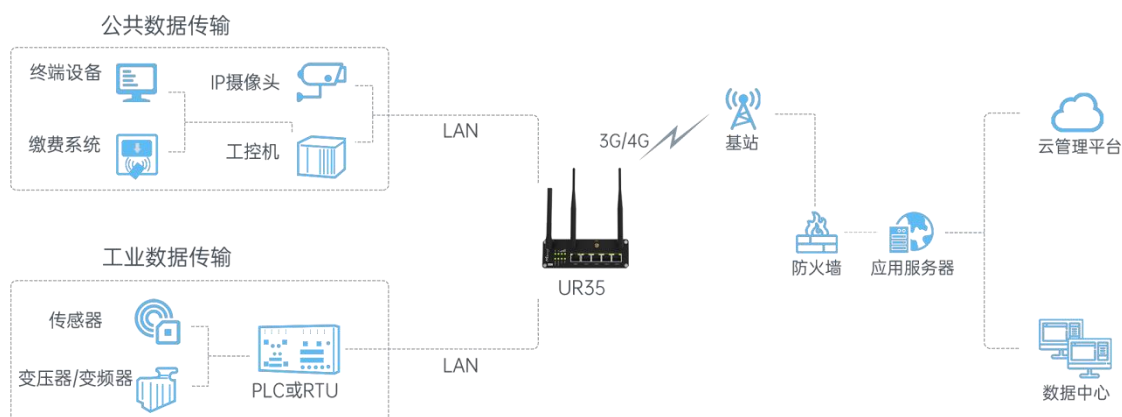 公共数据传输
终端设备
IP摄像头
缴费系统
工控机
LAN
3G/4G
基站
云管理平台
防火墙
应用服务器
UR35
工业数据传输
传感器
变压器/变频器
PLC或RTU
LAN
数据中心